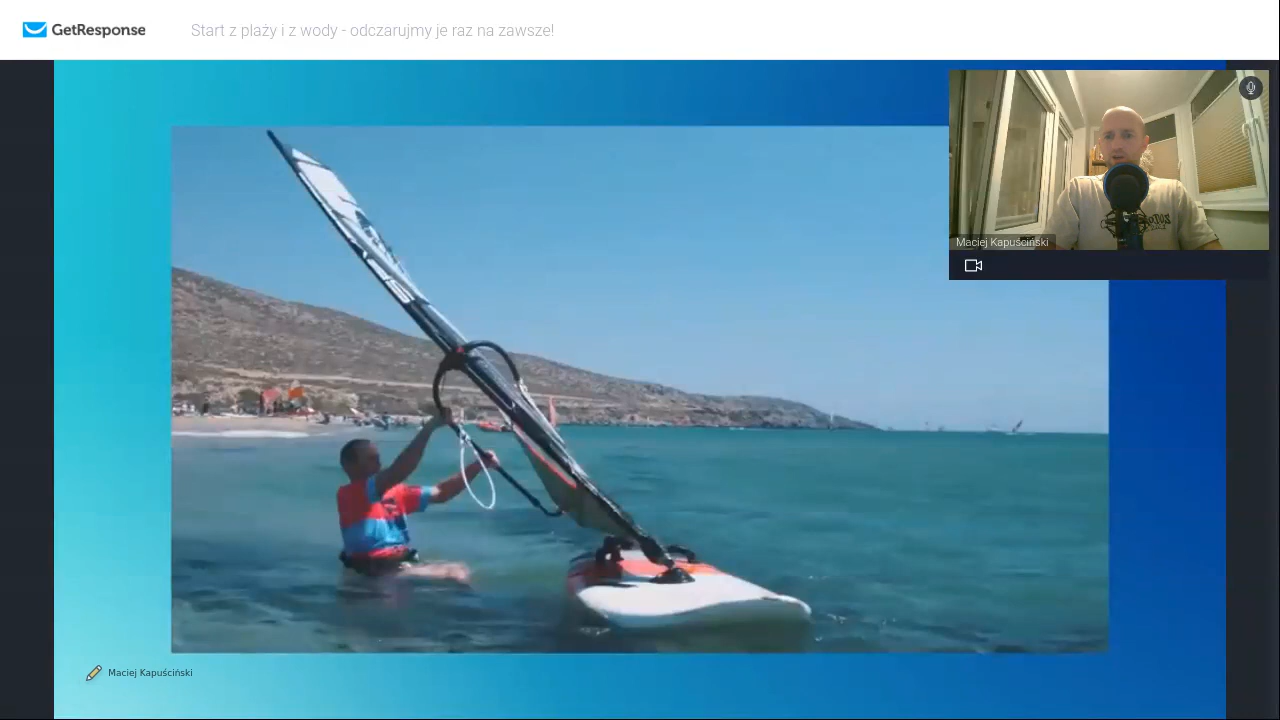 GetResponse
Start z plaży i z wody - odczarujmy je raz na zawsze!
Maciej Kapuściński
Maciej Kapuściński